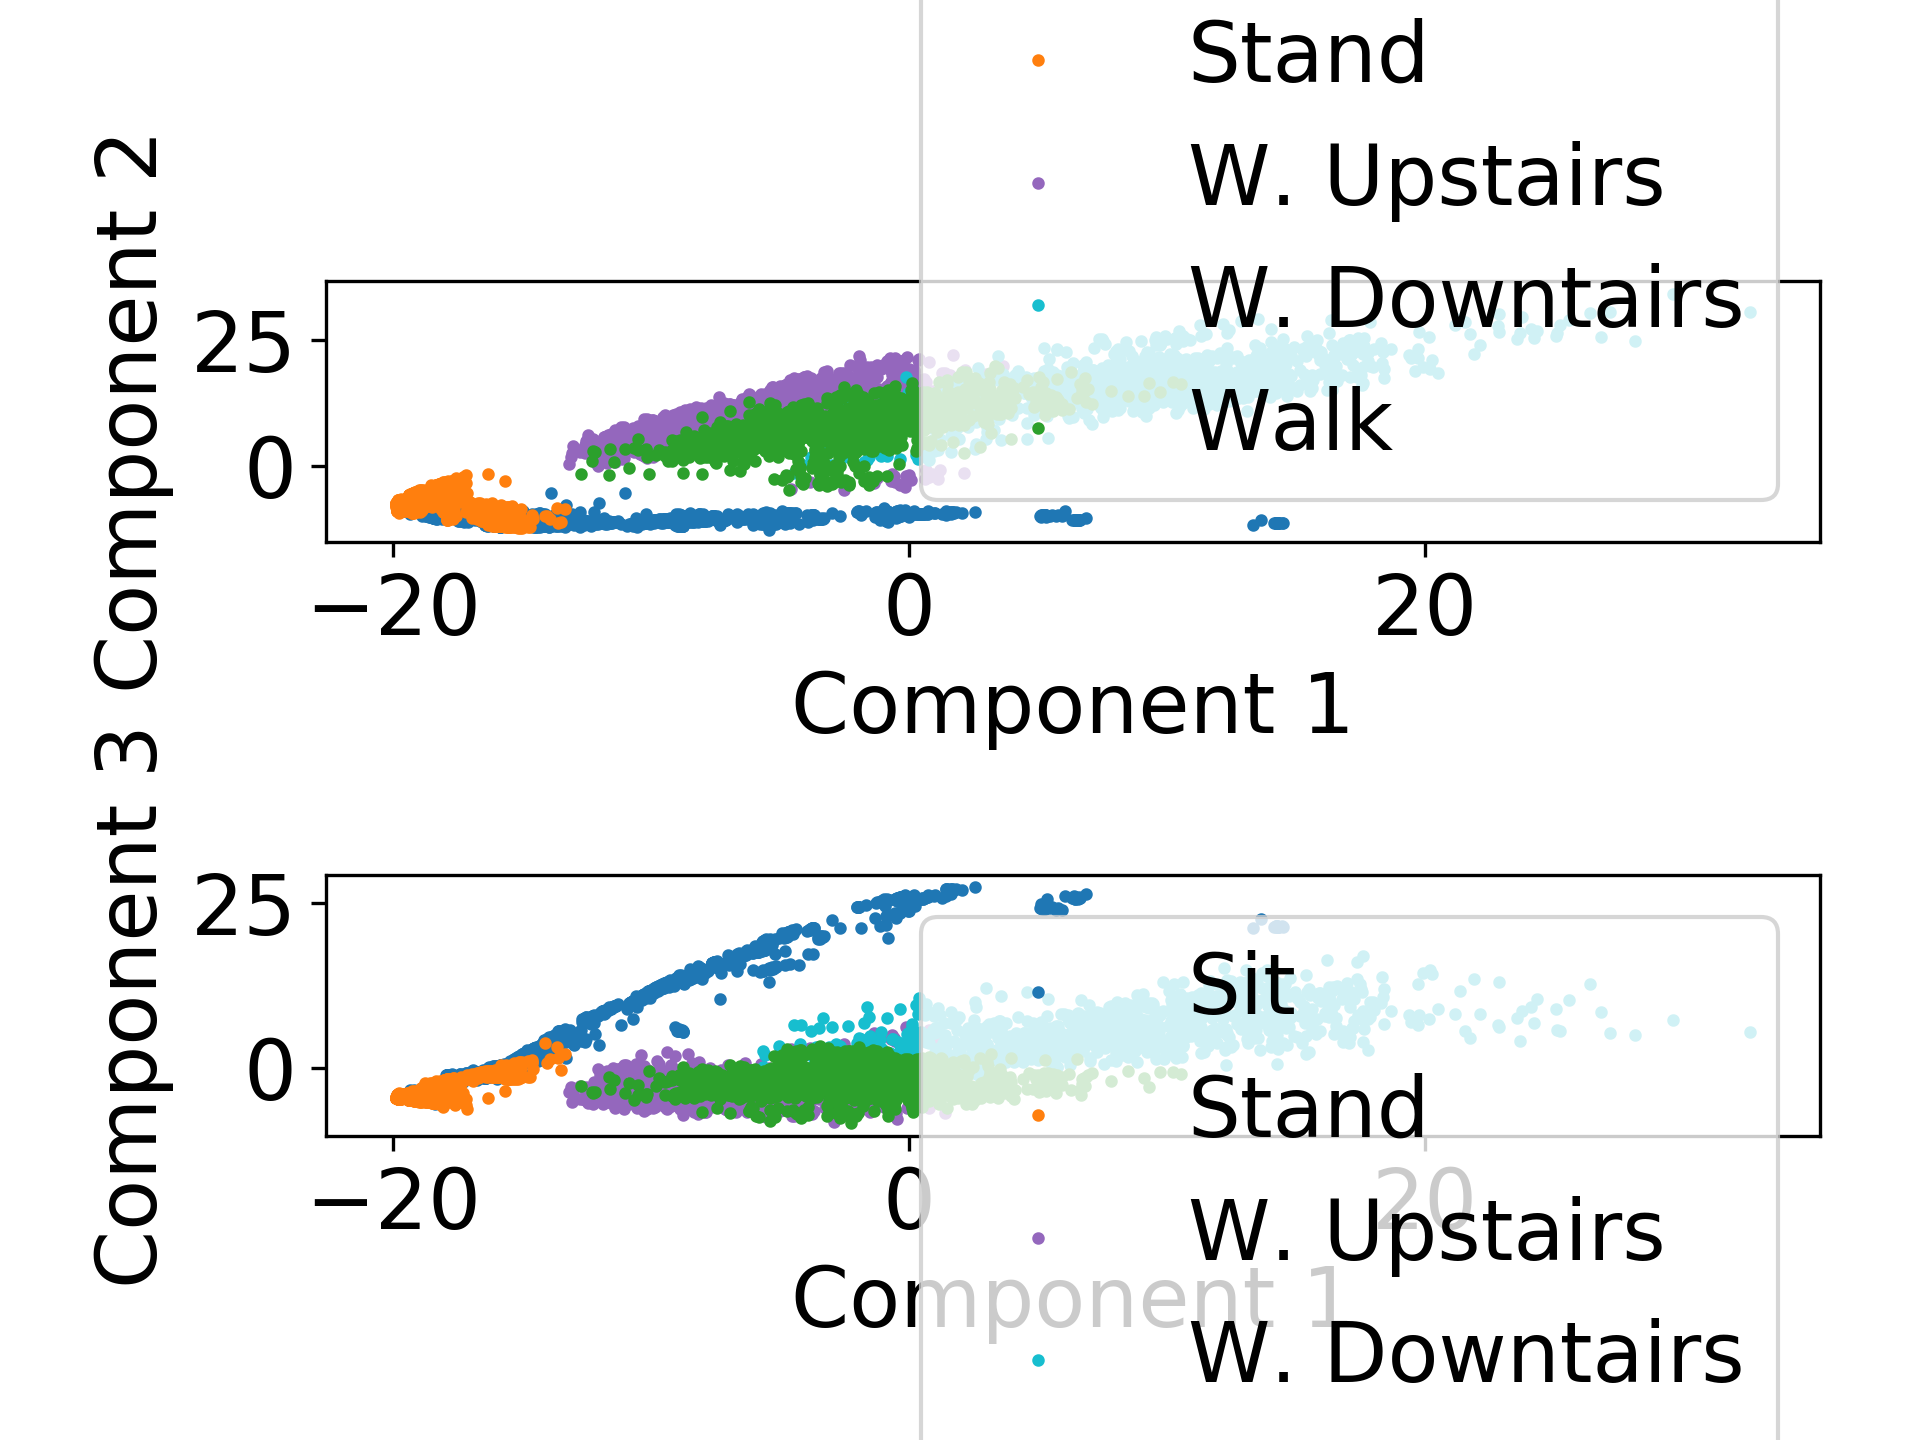 Stand
W. Upstairs
W. Downtairs
Walk
Component 2
25
0
−20 0 20
Component 1
Component 3
25
0
−20 0 20
Component 1
Sit
Stand
W. Upstairs
W. Downtairs